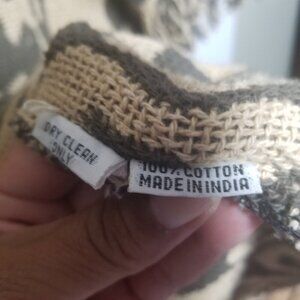 DRY CLEAN
ONLY
100% COTTON
MADE IN INDIA